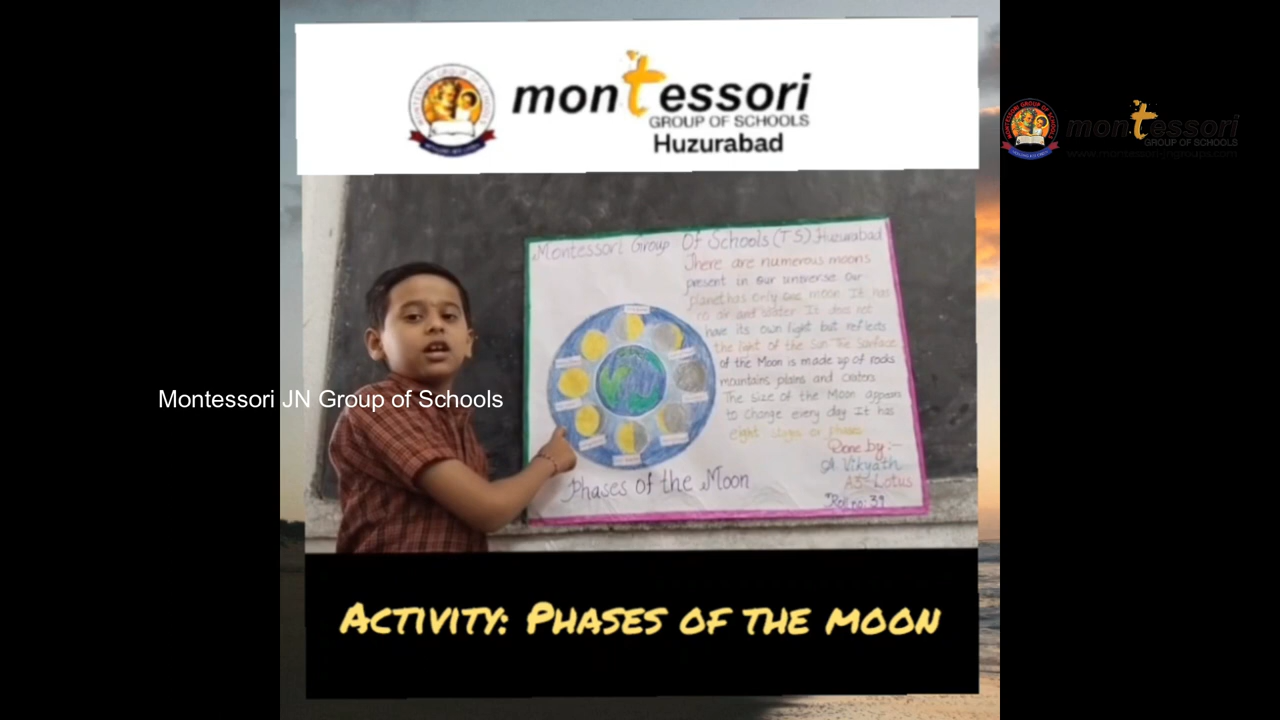 montessori
GROUP OF SCHOOLS
Huzurabad
montessori
GROUP OF SCHOOLS
Montessori Group Of Schools (T S) Huzurabad
There are numerous moons
present in our universe Our
planet has only one moon It has
no air and water It does not
have its own light but reflects
the light of the Sun The Surface
of the Moon is made up of rocks
mountains plains and craters
The size of the Moon appears
to change every day It has
eight stages or phases
Done by:-
A. Vikyath
Lotus
Roll no: 39
Phases of the Moon
Montessori JN Group of Schools
Activity: Phases of the moon